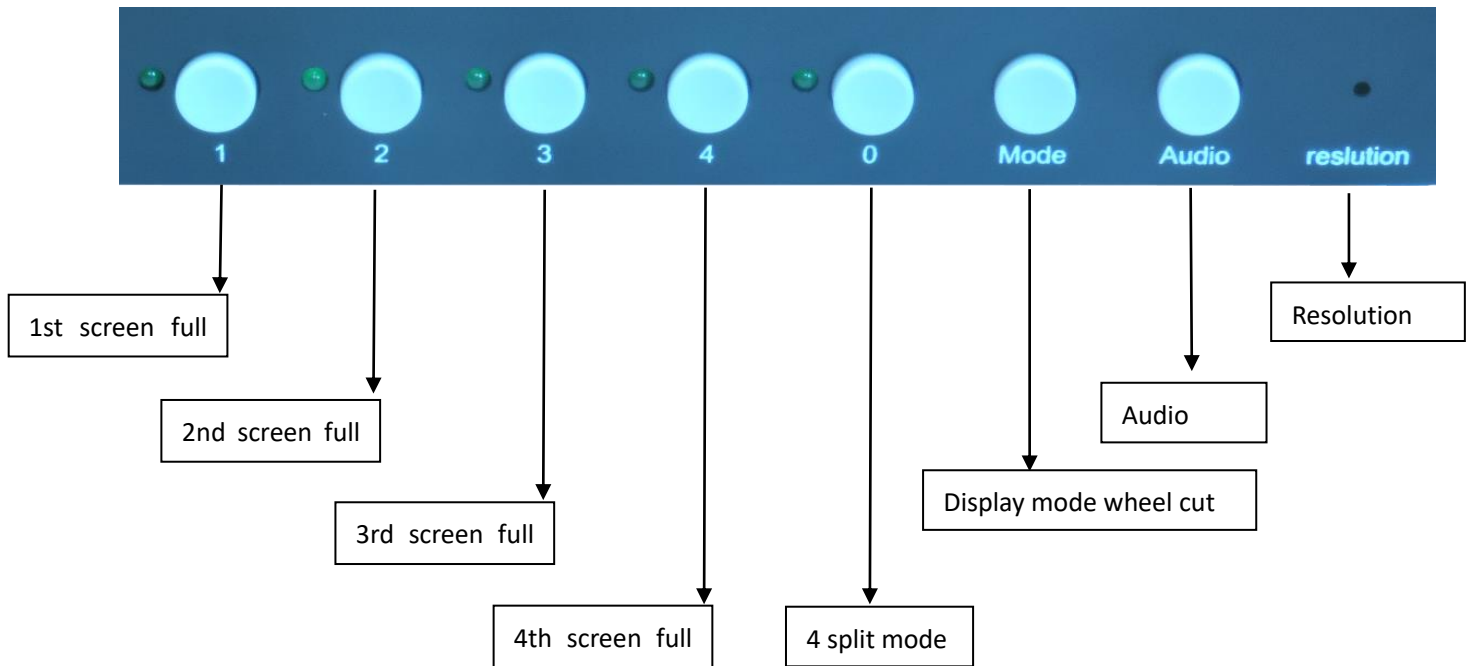 1 2 3 4 0 Mode Audio reslution
1st screen full
Resolution
2nd screen full
Audio
3rd screen full
Display mode wheel cut
4th screen full
4 split mode